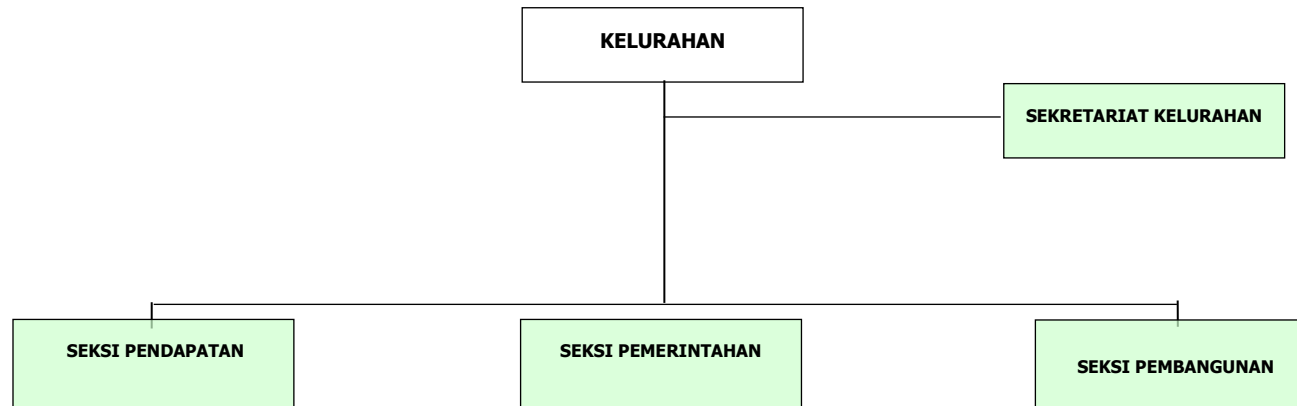 KELURAHAN
SEKRETARIAT KELURAHAN
SEKSI PENDAPATAN
SEKSI PEMERINTAHAN
SEKSI PEMBANGUNAN